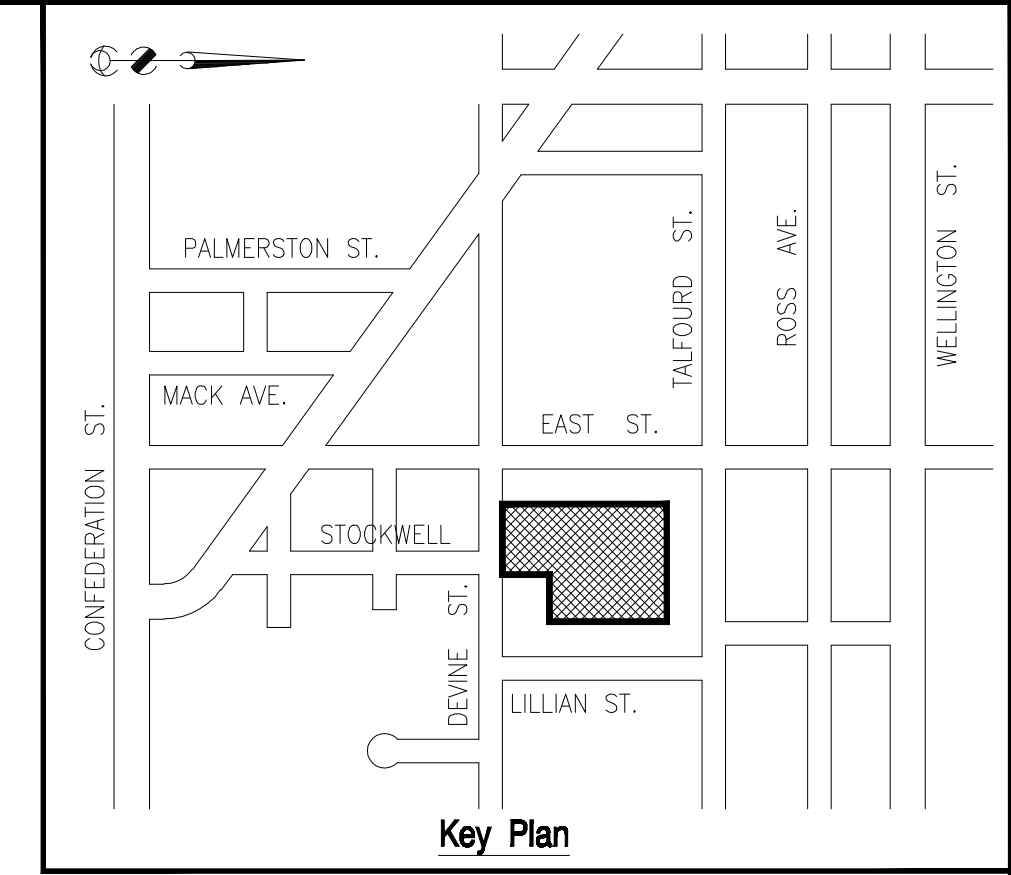 PALMERSTON ST.
TALFOURD ST.
ROSS AVE.
WELLINGTON ST.
MACK AVE.
EAST ST.
CONFEDERATION ST.
STOCKWELL
DEVINE ST.
LILLIAN ST.
Key Plan